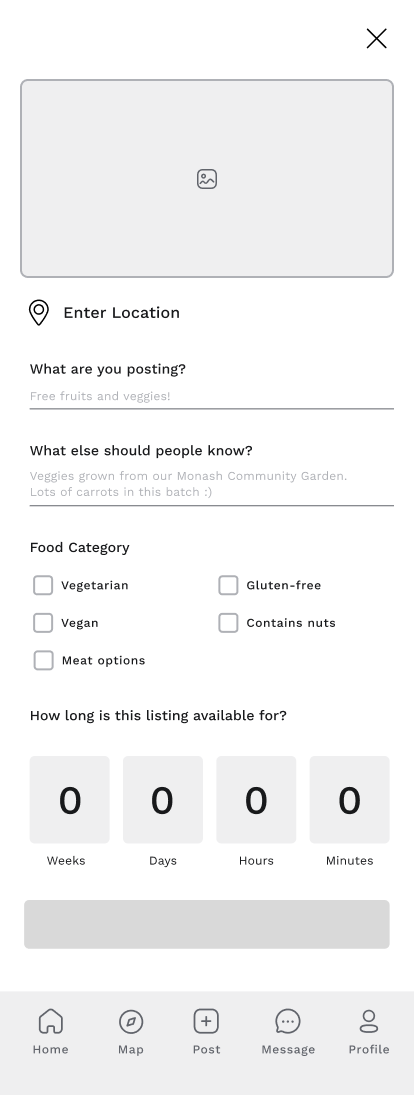 Enter Location
What are you posting?
Free fruits and veggies!
What else should people know?
Veggies grown from our Monash Community Garden.
Lots of carrots in this batch :)
Food Category
Vegetarian
Gluten-free
Vegan
Contains nuts
Meat options
How long is this listing available for?
0 0 0 0
Weeks Days Hours Minutes
Home Map Post Message Profile